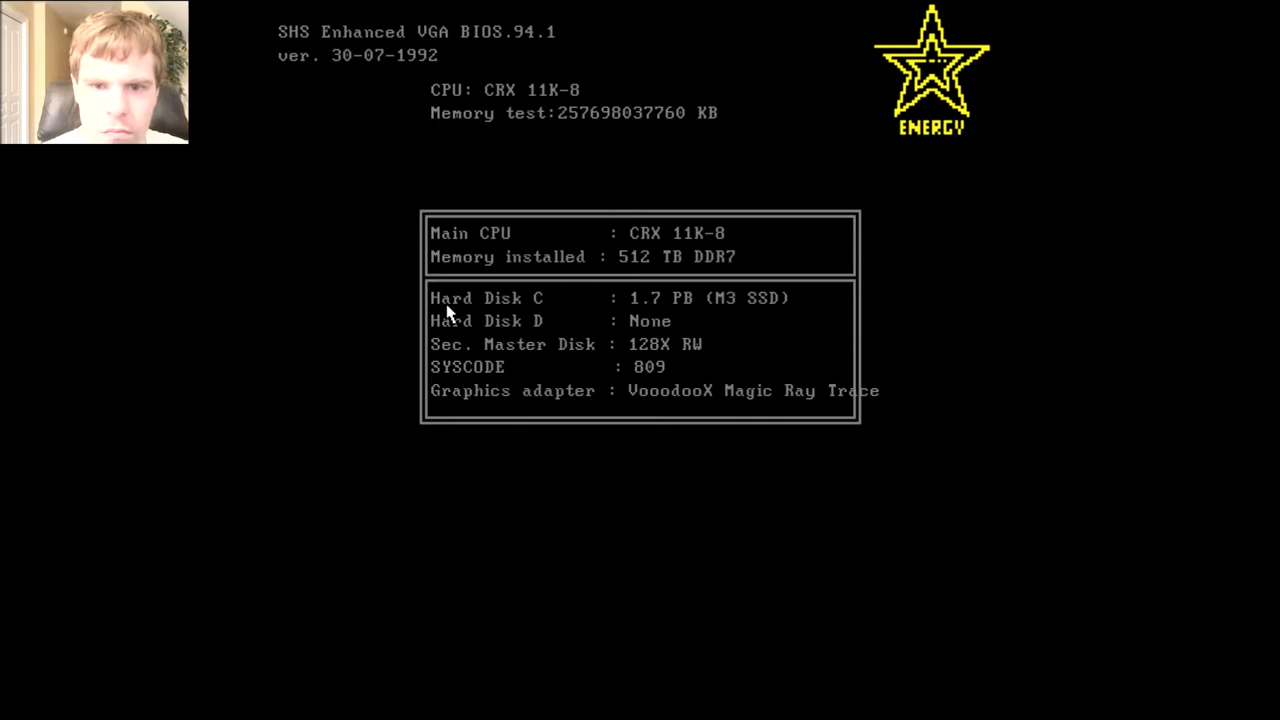 SHS Enhanced VGA BIOS.94.1
ver. 30-07-1992
CPU: CRX 11K-8
Memory test:257698037760 KB
ENERGY
Main CPU : CRX 11K-8
Memory installed : 512 TB DDR7
Hard Disk C : 1.7 PB (M3 SSD)
Hard Disk D : None
Sec. Master Disk : 128X RW
SYSCODE : 809
Graphics adapter : VooodooX Magic Ray Trace